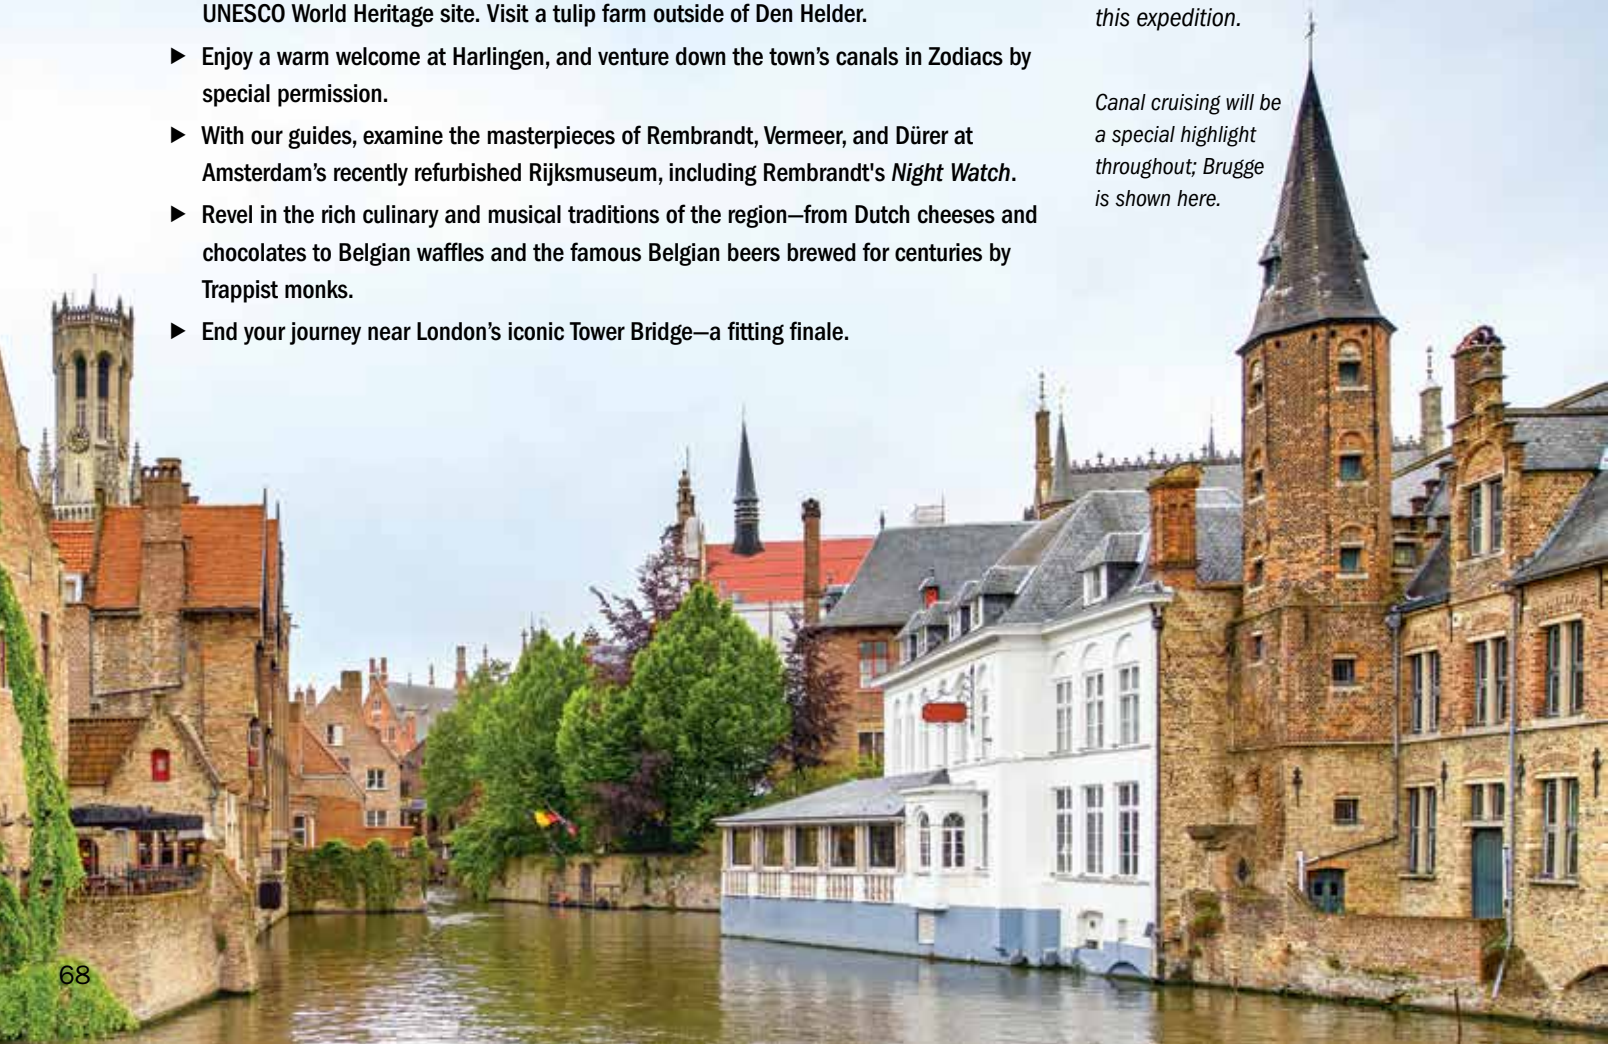 UNESCO World Heritage site. Visit a tulip farm outside of Den Helder.
▶ Enjoy a warm welcome at Harlingen, and venture down the town’s canals in Zodiacs by
special permission.
▶ With our guides, examine the masterpieces of Rembrandt, Vermeer, and Dürer at
Amsterdam’s recently refurbished Rijksmuseum, including Rembrandt's Night Watch.
▶ Revel in the rich culinary and musical traditions of the region—from Dutch cheeses and
chocolates to Belgian waffles and the famous Belgian beers brewed for centuries by
Trappist monks.
▶ End your journey near London’s iconic Tower Bridge—a fitting finale.
this expedition.
Canal cruising will be
a special highlight
throughout; Brugge
is shown here.
68